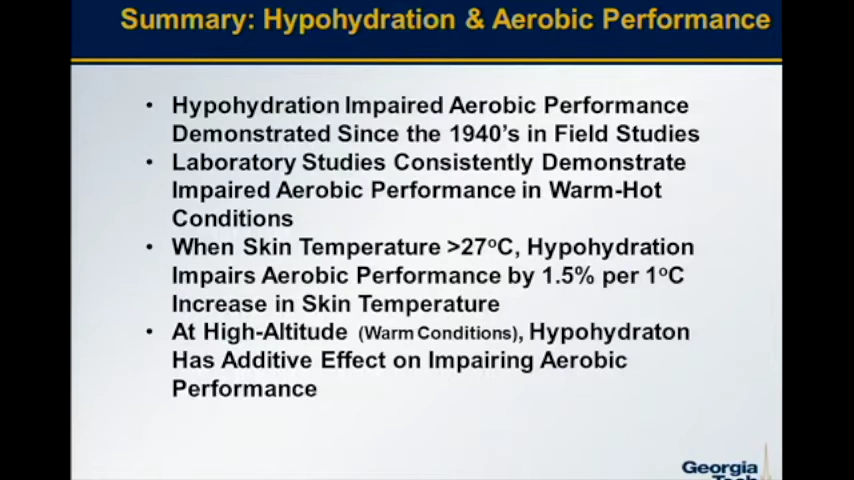 Summary: Hypohydration & Aerobic Performance
• Hypohydration Impaired Aerobic Performance
Demonstrated Since the 1940's in Field Studies
• Laboratory Studies Consistently Demonstrate
Impaired Aerobic Performance in Warm-Hot
Conditions
• When Skin Temperature >27°C, Hypohydration
Impairs Aerobic Performance by 1.5% per 1°C
Increase in Skin Temperature
• At High-Altitude (Warm Conditions), Hypohydraton
Has Additive Effect on Impairing Aerobic
Performance
Georgia
Tech